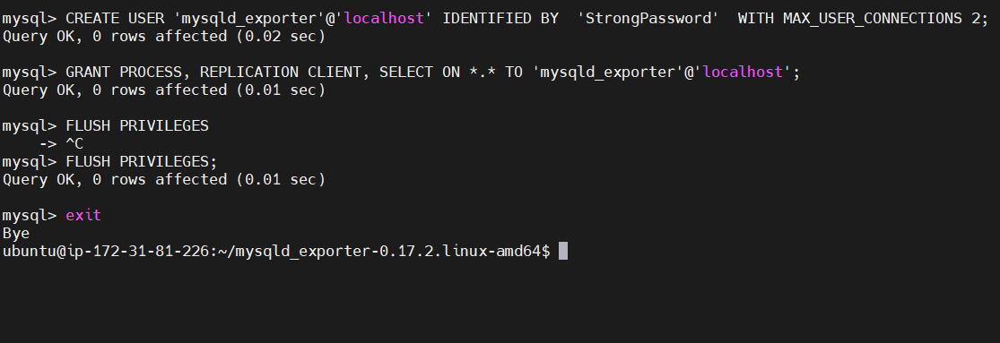 mysql> CREATE USER 'mysqld_exporter'@'localhost' IDENTIFIED BY  'StrongPassword'  WITH MAX_USER_CONNECTIONS 2;
Query OK, 0 rows affected (0.02 sec)
mysql> GRANT PROCESS, REPLICATION CLIENT, SELECT ON *.* TO 'mysqld_exporter'@'localhost';
Query OK, 0 rows affected (0.01 sec)
mysql> FLUSH PRIVILEGES
    -> ^C
mysql> FLUSH PRIVILEGES;
Query OK, 0 rows affected (0.01 sec)
mysql> exit
Bye
ubuntu@ip-172-31-81-226:~/mysqld_exporter-0.17.2.linux-amd64$